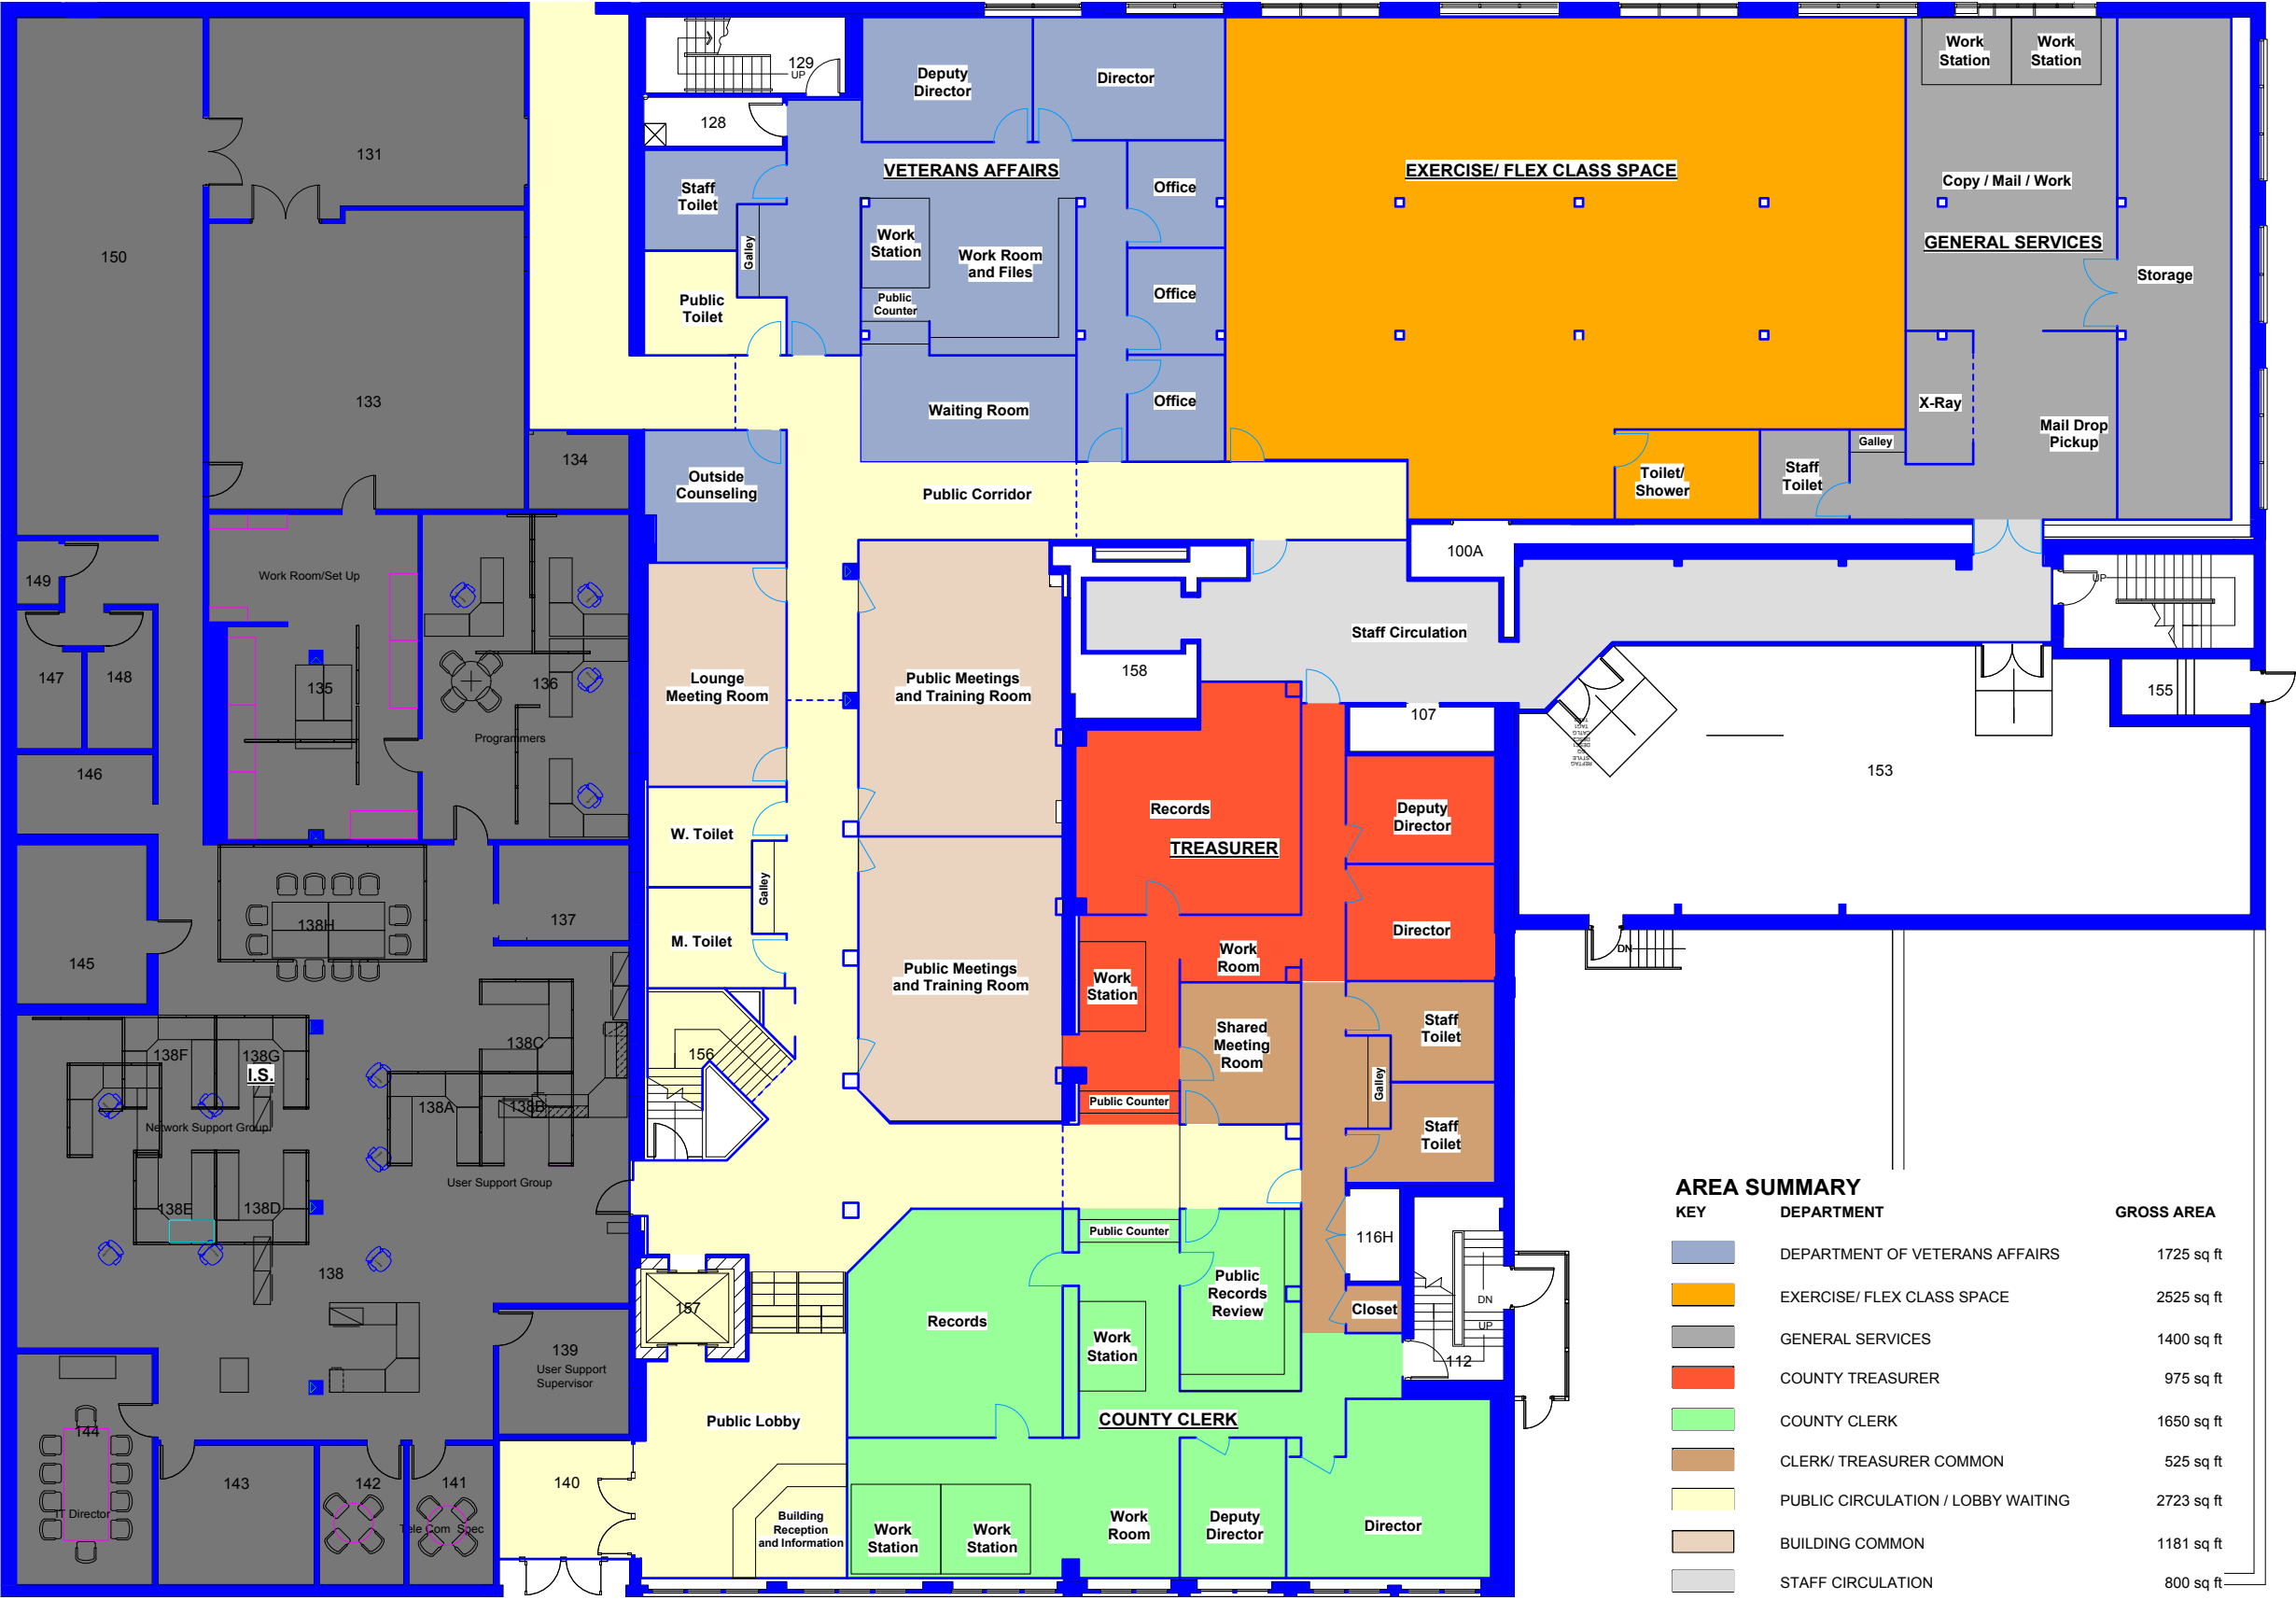 129
UP
Deputy
Director
Director
Work
Station
Work
Station
128
131
VETERANS AFFAIRS
EXERCISE/ FLEX CLASS SPACE
Staff
Toilet
Office
Copy / Mail / Work
150
Galley
Work
Station
Work Room
and Files
GENERAL SERVICES
Storage
Public
Toilet
Public
Counter
Office
133
Waiting Room
Office
X-Ray
Mail Drop
Pickup
134
Galley
Outside
Counseling
Public Corridor
Toilet/
Shower
Staff
Toilet
100A
149
Work Room/Set Up
UP
Staff Circulation
147
148
135
136
Lounge
Meeting Room
Public Meetings
and Training Room
158
107
155
Programmers
REFTAG
STYLE
146
153
Records
Deputy
Director
W. Toilet
TREASURER
Galley
138H
137
M. Toilet
Director
145
Work
Room
DN
Public Meetings
and Training Room
Work
Station
138F
138G
138C
I.S.
156
Shared
Meeting
Room
Staff
Toilet
138A
138B
Galley
Public Counter
Network Support Group
Staff
Toilet
User Support Group
138E
138D
Public Counter
116H
138
157
Public
Records
Review
DN
Closet
UP
Records
Work
Station
139
User Support
Supervisor
112
144
Public Lobby
COUNTY CLERK
143
142
141
140
IT Director
Tele Com Spec
Building
Reception
and Information
Work
Station
Work
Station
Work
Room
Deputy
Director
Director
AREA SUMMARY
KEY DEPARTMENT GROSS AREA
DEPARTMENT OF VETERANS AFFAIRS 1725 sq ft
EXERCISE/ FLEX CLASS SPACE 2525 sq ft
GENERAL SERVICES 1400 sq ft
COUNTY TREASURER 975 sq ft
COUNTY CLERK 1650 sq ft
CLERK/ TREASURER COMMON 525 sq ft
PUBLIC CIRCULATION / LOBBY WAITING 2723 sq ft
BUILDING COMMON 1181 sq ft
STAFF CIRCULATION 800 sq ft